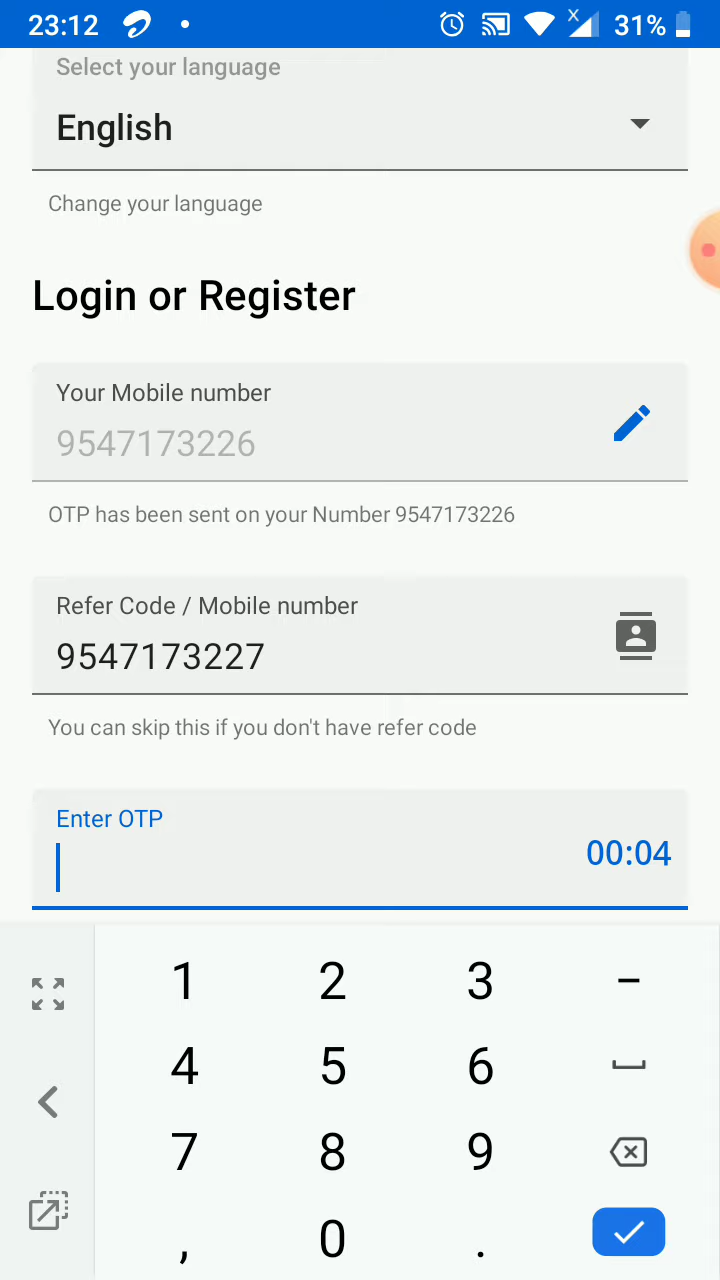 23:12
X
31%
Select your language
English
Change your language
Login or Register
Your Mobile number
9547173226
OTP has been sent on your Number 9547173226
Refer Code / Mobile number
9547173227
You can skip this if you don't have refer code
Enter OTP
00:04
1 2 3 –
4 5 6
7 8 9
, 0 .